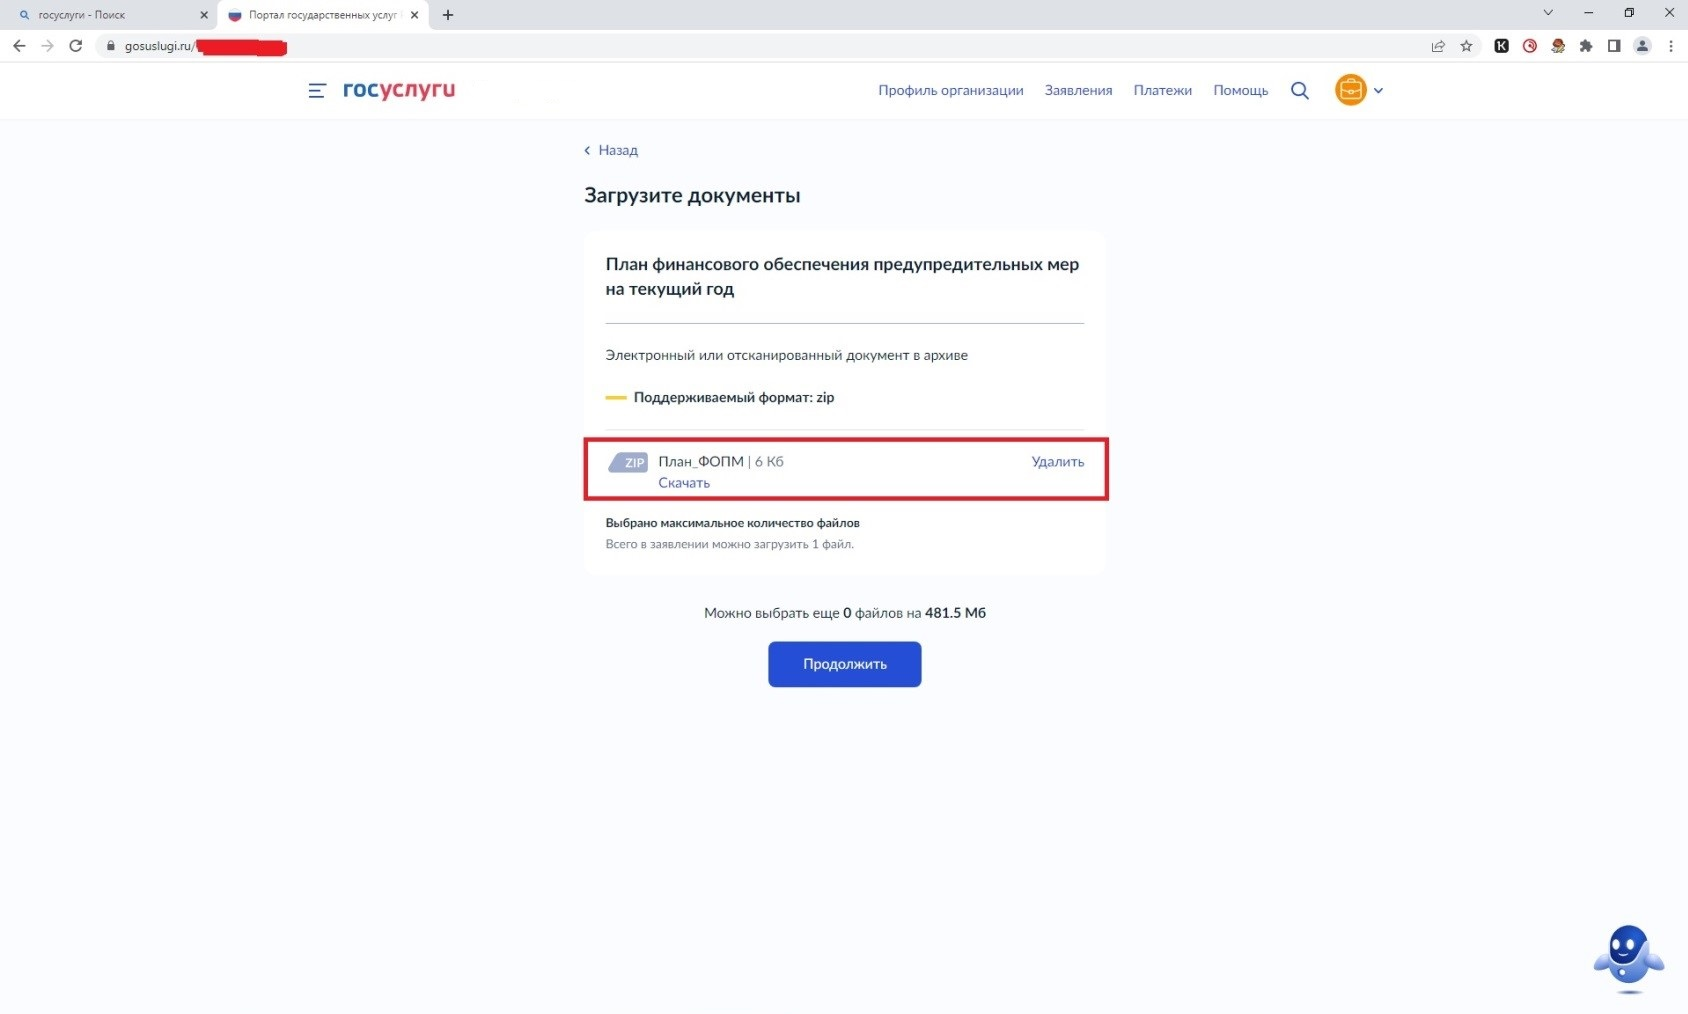 госуслуги - Поиск
Портал государственных услуг
gosuslugi.ru/
госуслуги
Профиль организации
Заявления
Платежи
Помощь
Назад
Загрузите документы
План финансового обеспечения предупредительных мер
на текущий год
Электронный или отсканированный документ в архиве
Поддерживаемый формат: zip
ZIP
План_ФОПМ | 6 Кб
Удалить
Скачать
Выбрано максимальное количество файлов
Всего в заявлении можно загрузить 1 файл.
Можно выбрать еще 0 файлов на 481.5 Мб
Продолжить